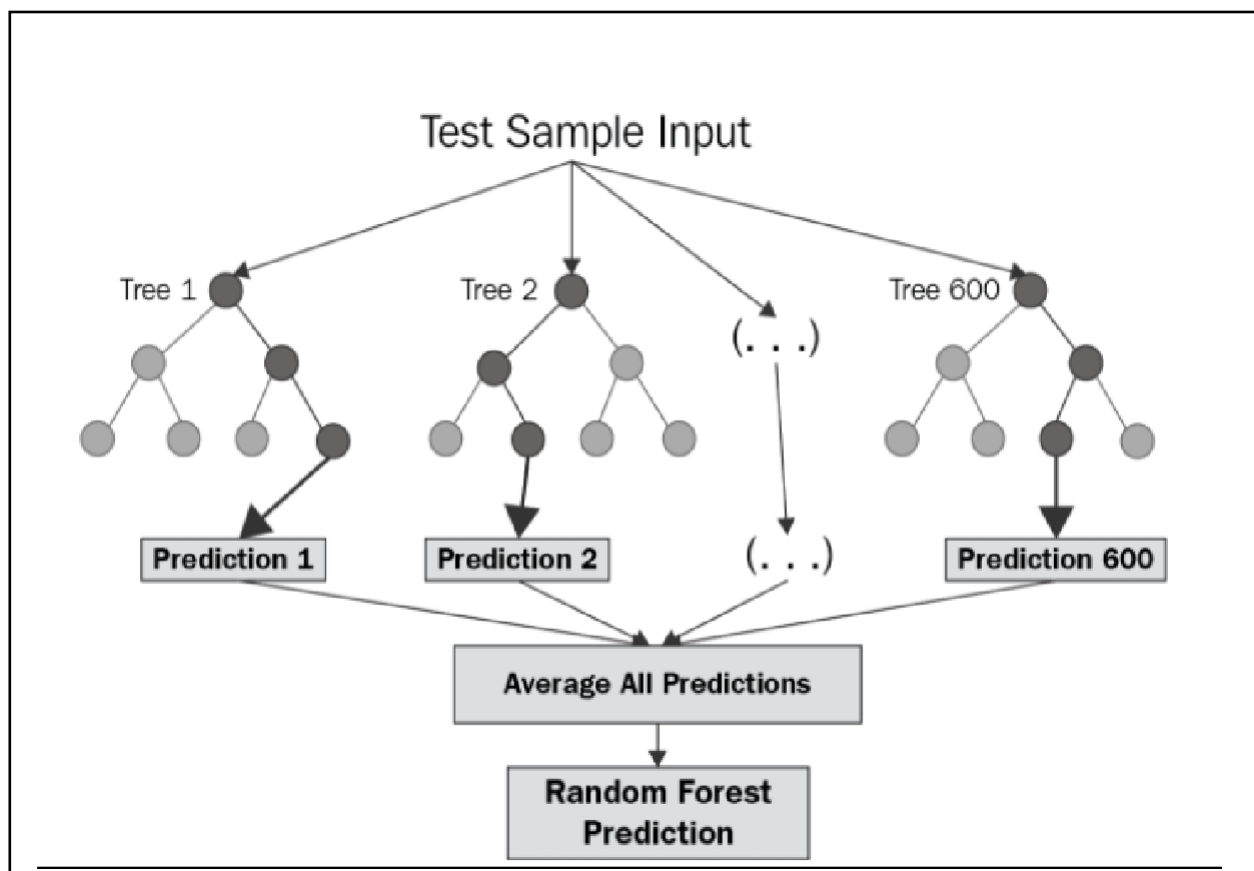 Test Sample Input
Tree 1
Tree 2
Tree 600
(. . .)
Prediction 1
Prediction 2
(. . .)
Prediction 600
Average All Predictions
Random Forest
Prediction